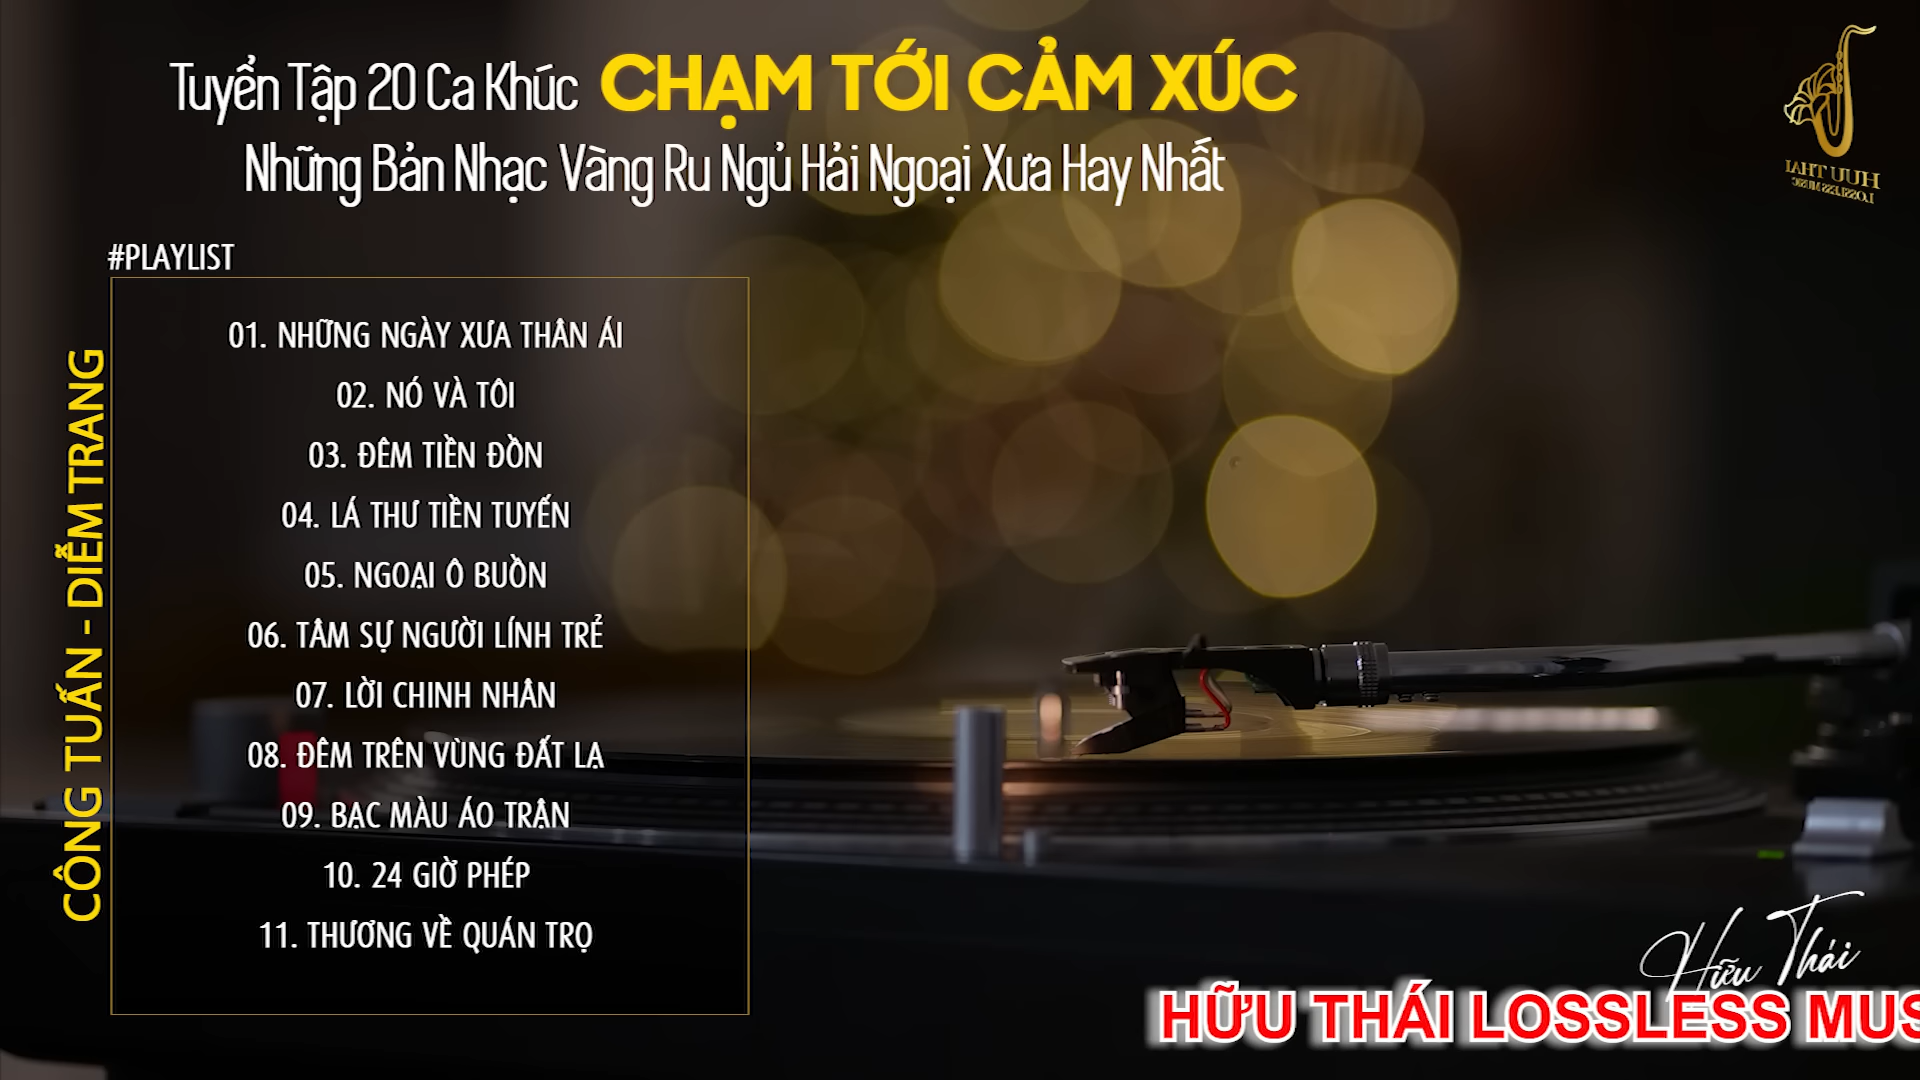 Tuyển Tập 20 Ca Khúc CHẠM TỚI CẢM XÚC
Những Bản Nhạc Vàng Ru Ngủ Hải Ngoại Xưa Hay Nhất
HUU THAI
LOSSLESS MUSIC
#PLAYLIST
CÔNG TUẤN - DIỄM TRANG
01. NHỮNG NGÀY XƯA THÂN ÁI
02. NÓ VÀ TÔI
03. ĐÊM TIỀN ĐỒN
04. LÁ THƯ TIỀN TUYẾN
05. NGOẠI Ô BUỒN
06. TÂM SỰ NGƯỜI LÍNH TRẺ
07. LỜI CHINH NHÂN
08. ĐÊM TRÊN VÙNG ĐẤT LẠ
09. BẠC MÀU ÁO TRẬN
10. 24 GIỜ PHÉP
11. THƯƠNG VỀ QUÁN TRỌ
Hữu Thái
HỮU THÁI LOSSLESS MUS